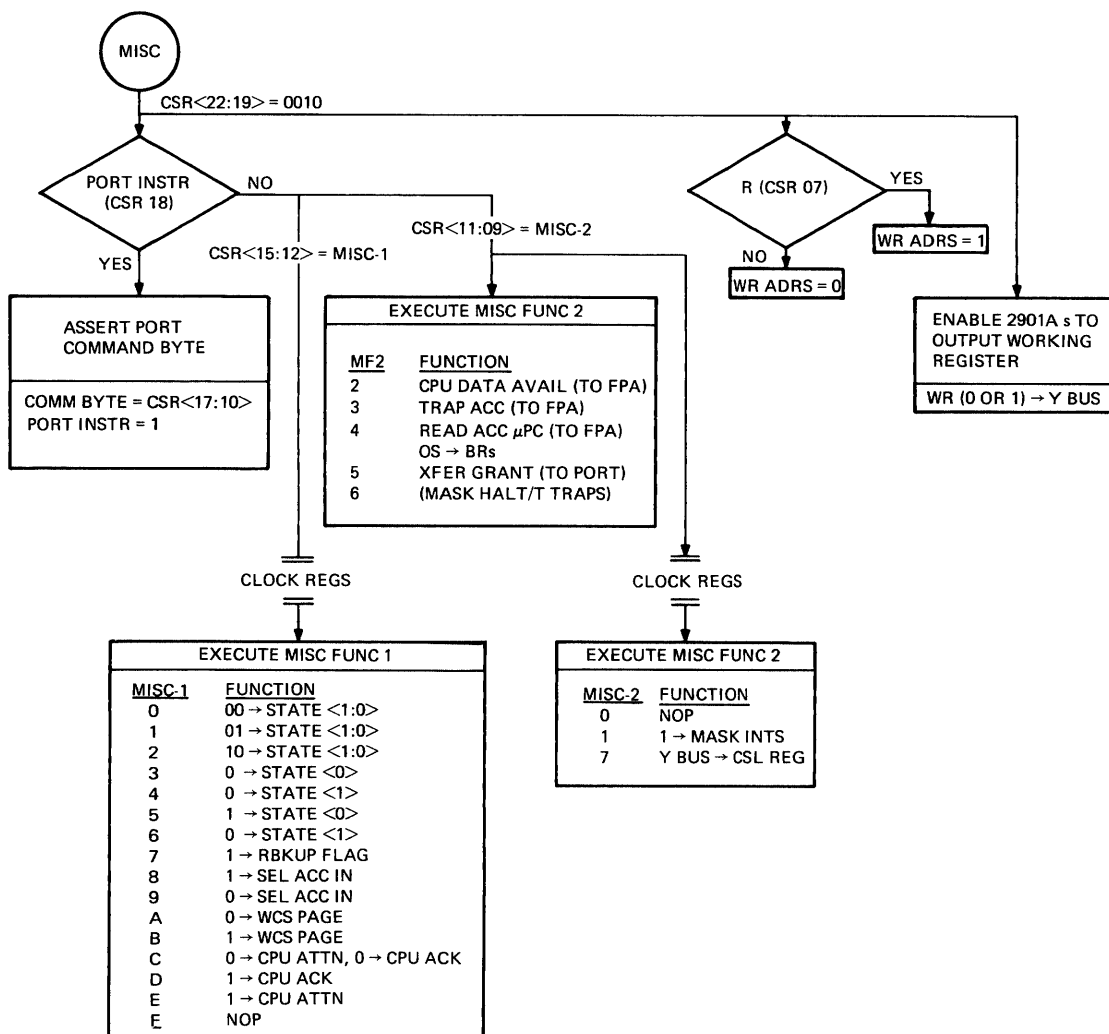 MISC
CSR<22:19> = 0010
PORT INSTR
(CSR 18)
NO
YES
R (CSR 07)
YES
NO
WR ADRS = 1
WR ADRS = 0
CSR<11:09> = MISC-2
CSR<15:12> = MISC-1
ASSERT PORT
COMMAND BYTE
COMM BYTE = CSR<17:10>
PORT INSTR = 1
EXECUTE MISC FUNC 2
MF2 FUNCTION
2 CPU DATA AVAIL (TO FPA)
3 TRAP ACC (TO FPA)
4 READ ACC μPC (TO FPA)
OS → BRs
5 XFER GRANT (TO PORT)
6 (MASK HALT/T TRAPS)
ENABLE 2901A s TO
OUTPUT WORKING
REGISTER
WR (0 OR 1) → Y BUS
CLOCK REGS
CLOCK REGS
EXECUTE MISC FUNC 1
MISC-1 FUNCTION
0 00 → STATE <1:0>
1 01 → STATE <1:0>
2 10 → STATE <1:0>
3 0 → STATE <0>
4 0 → STATE <1>
5 1 → STATE <0>
6 0 → STATE <1>
7 1 → RBKUP FLAG
8 1 → SEL ACC IN
9 0 → SEL ACC IN
A 0 → WCS PAGE
B 1 → WCS PAGE
C 0 → CPU ATTN, 0 → CPU ACK
D 1 → CPU ACK
E 1 → CPU ATTN
F NOP
EXECUTE MISC FUNC 2
MISC-2 FUNCTION
0 NOP
1 1 → MASK INTS
7 Y BUS → CSL REG